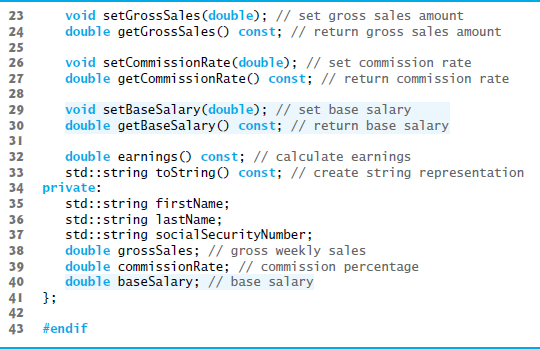 23 void setGrossSales(double); // set gross sales amount
24 double getGrossSales() const; // return gross sales amount
25
26 void setCommissionRate(double); // set commission rate
27 double getCommissionRate() const; // return commission rate
28
29 void setBaseSalary(double); // set base salary
30 double getBaseSalary() const; // return base salary
31
32 double earnings() const; // calculate earnings
33 std::string toString() const; // create string representation
34 private:
35 std::string firstName;
36 std::string lastName;
37 std::string socialSecurityNumber;
38 double grossSales; // gross weekly sales
39 double commissionRate; // commission percentage
40 double baseSalary; // base salary
41 };
42
43 #endif